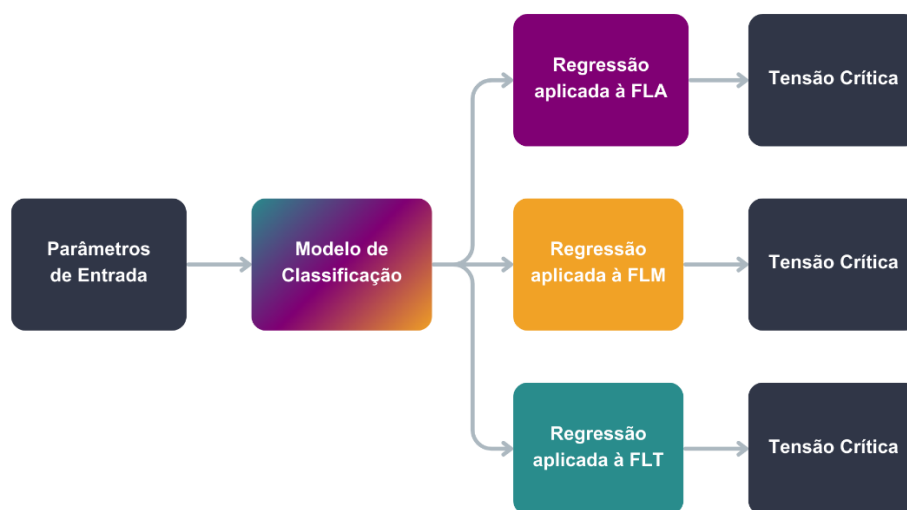 Parâmetros
de Entrada
Modelo de
Classificação
Regressão
aplicada à FLA
Tensão Crítica
Regressão
aplicada à FLM
Tensão Crítica
Regressão
aplicada à FLT
Tensão Crítica